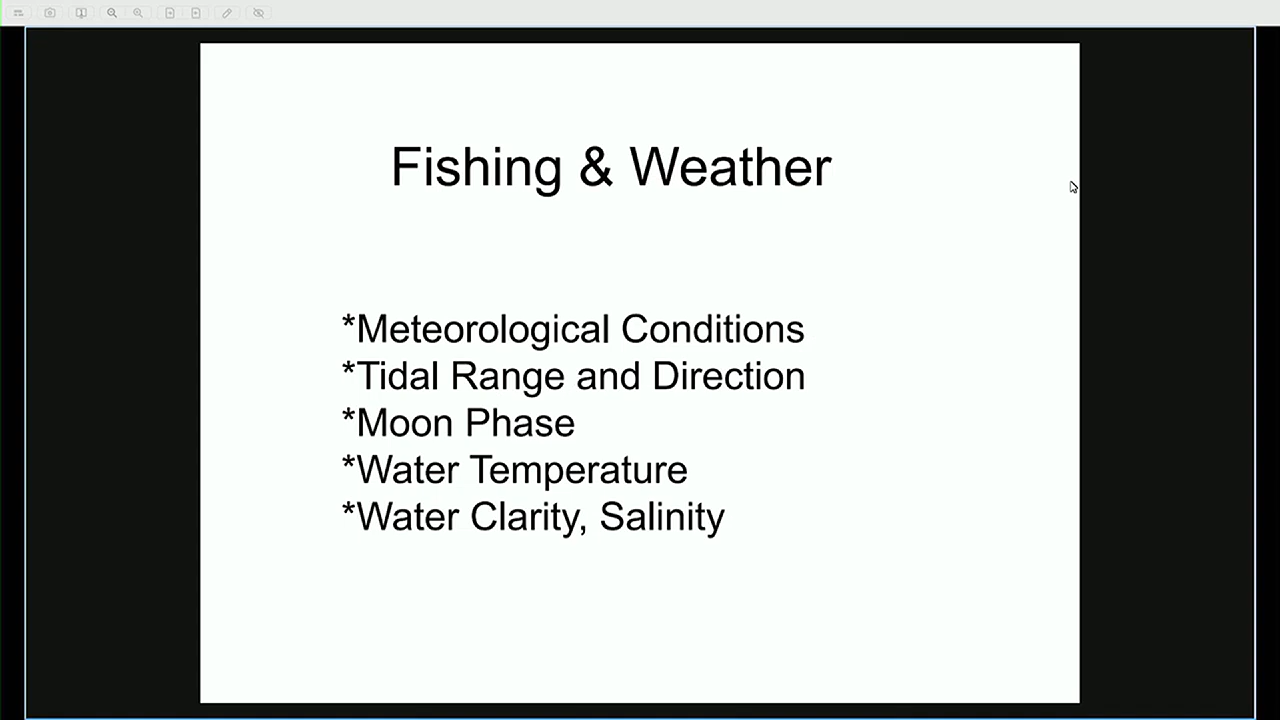 Fishing & Weather
*Meteorological Conditions
*Tidal Range and Direction
*Moon Phase
*Water Temperature
*Water Clarity, Salinity